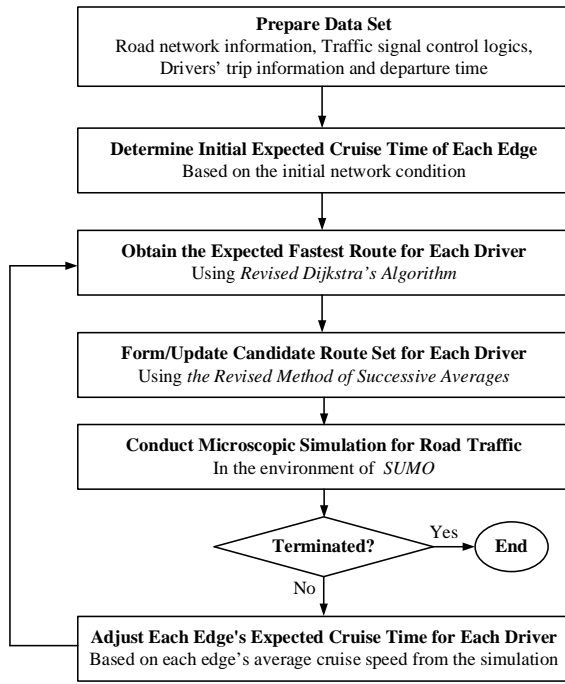 Prepare Data Set
Road network information, Traffic signal control logics,
Drivers' trip information and departure time
Determine Initial Expected Cruise Time of Each Edge
Based on the initial network condition
Obtain the Expected Fastest Route for Each Driver
Using Revised Dijkstra's Algorithm
Form/Update Candidate Route Set for Each Driver
Using the Revised Method of Successive Averages
Conduct Microscopic Simulation for Road Traffic
In the environment of SUMO
Terminated?
Yes
End
No
Adjust Each Edge's Expected Cruise Time for Each Driver
Based on each edge's average cruise speed from the simulation